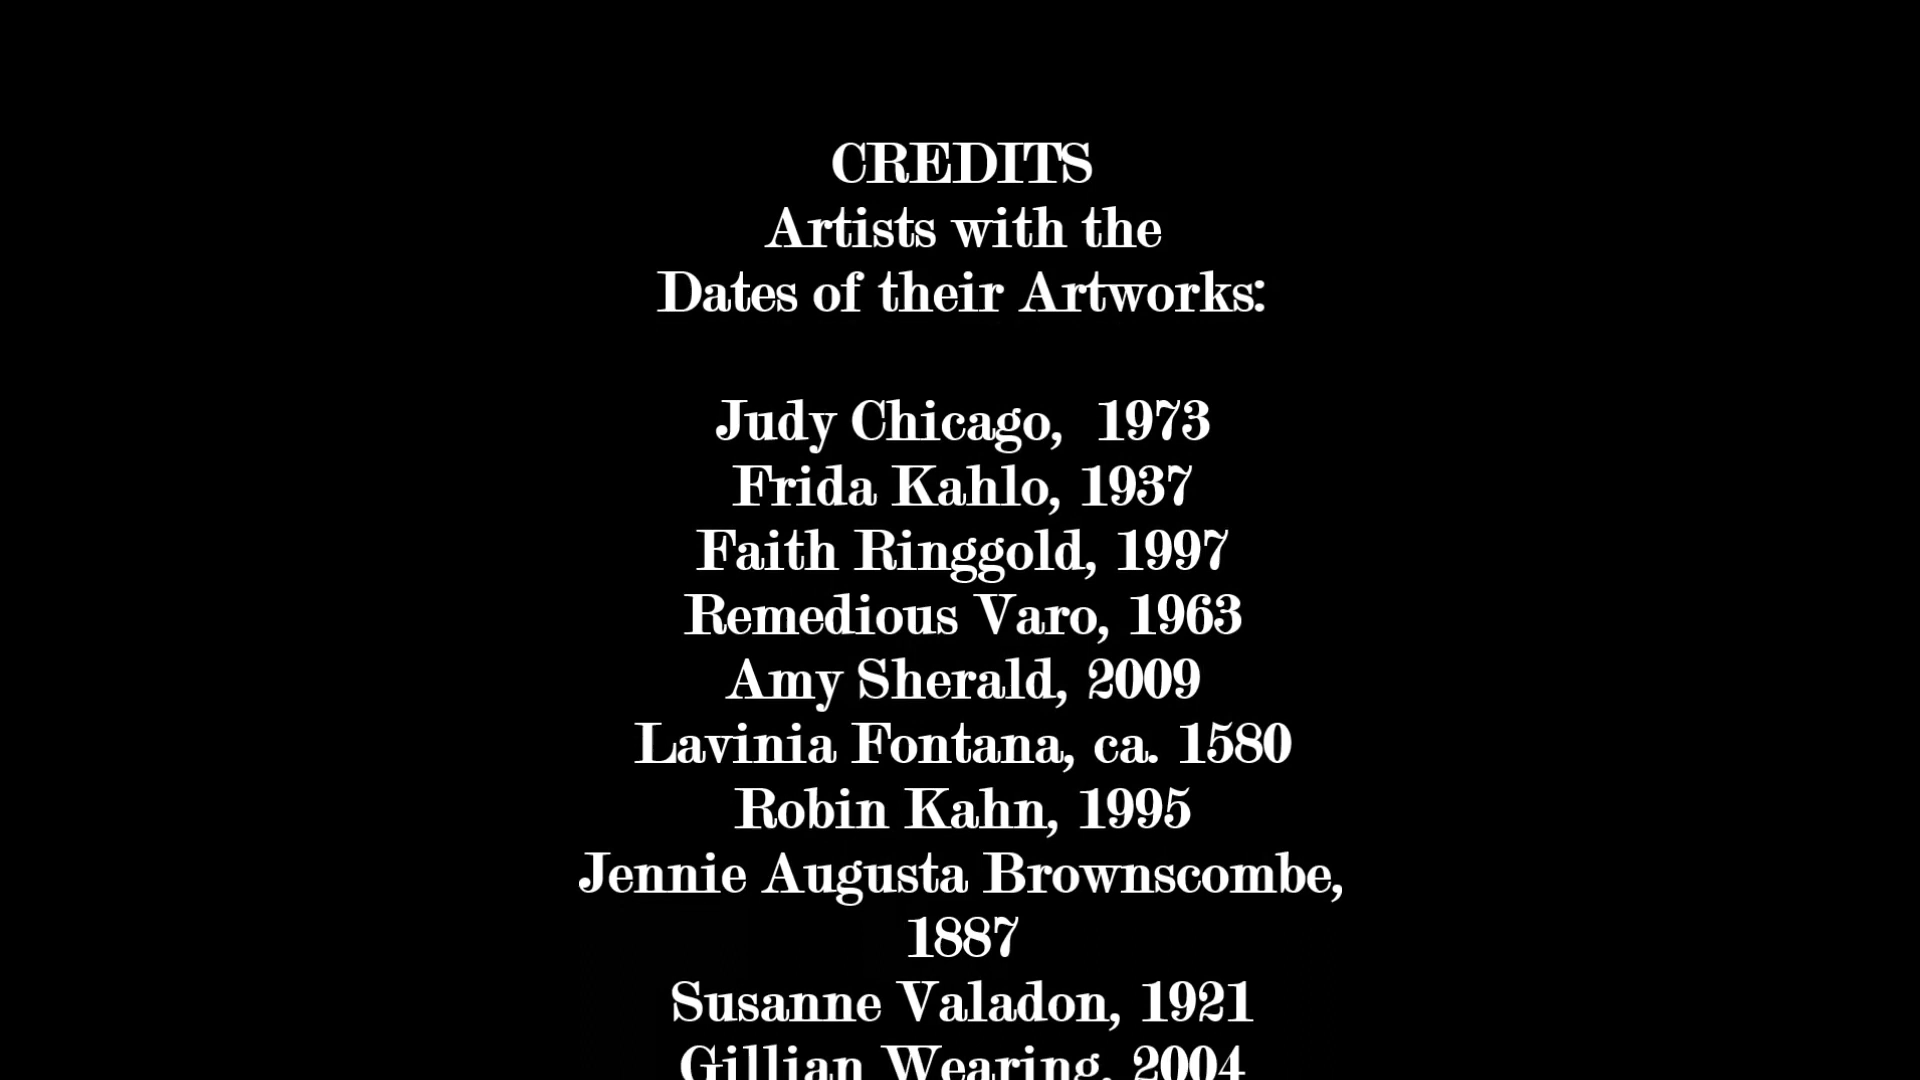 CREDITS
Artists with the
Dates of their Artworks:
Judy Chicago,  1973
Frida Kahlo, 1937
Faith Ringgold, 1997
Remedious Varo, 1963
Amy Sherald, 2009
Lavinia Fontana, ca. 1580
Robin Kahn, 1995
Jennie Augusta Brownscombe,
1887
Susanne Valadon, 1921
Gillian Wearing, 2004